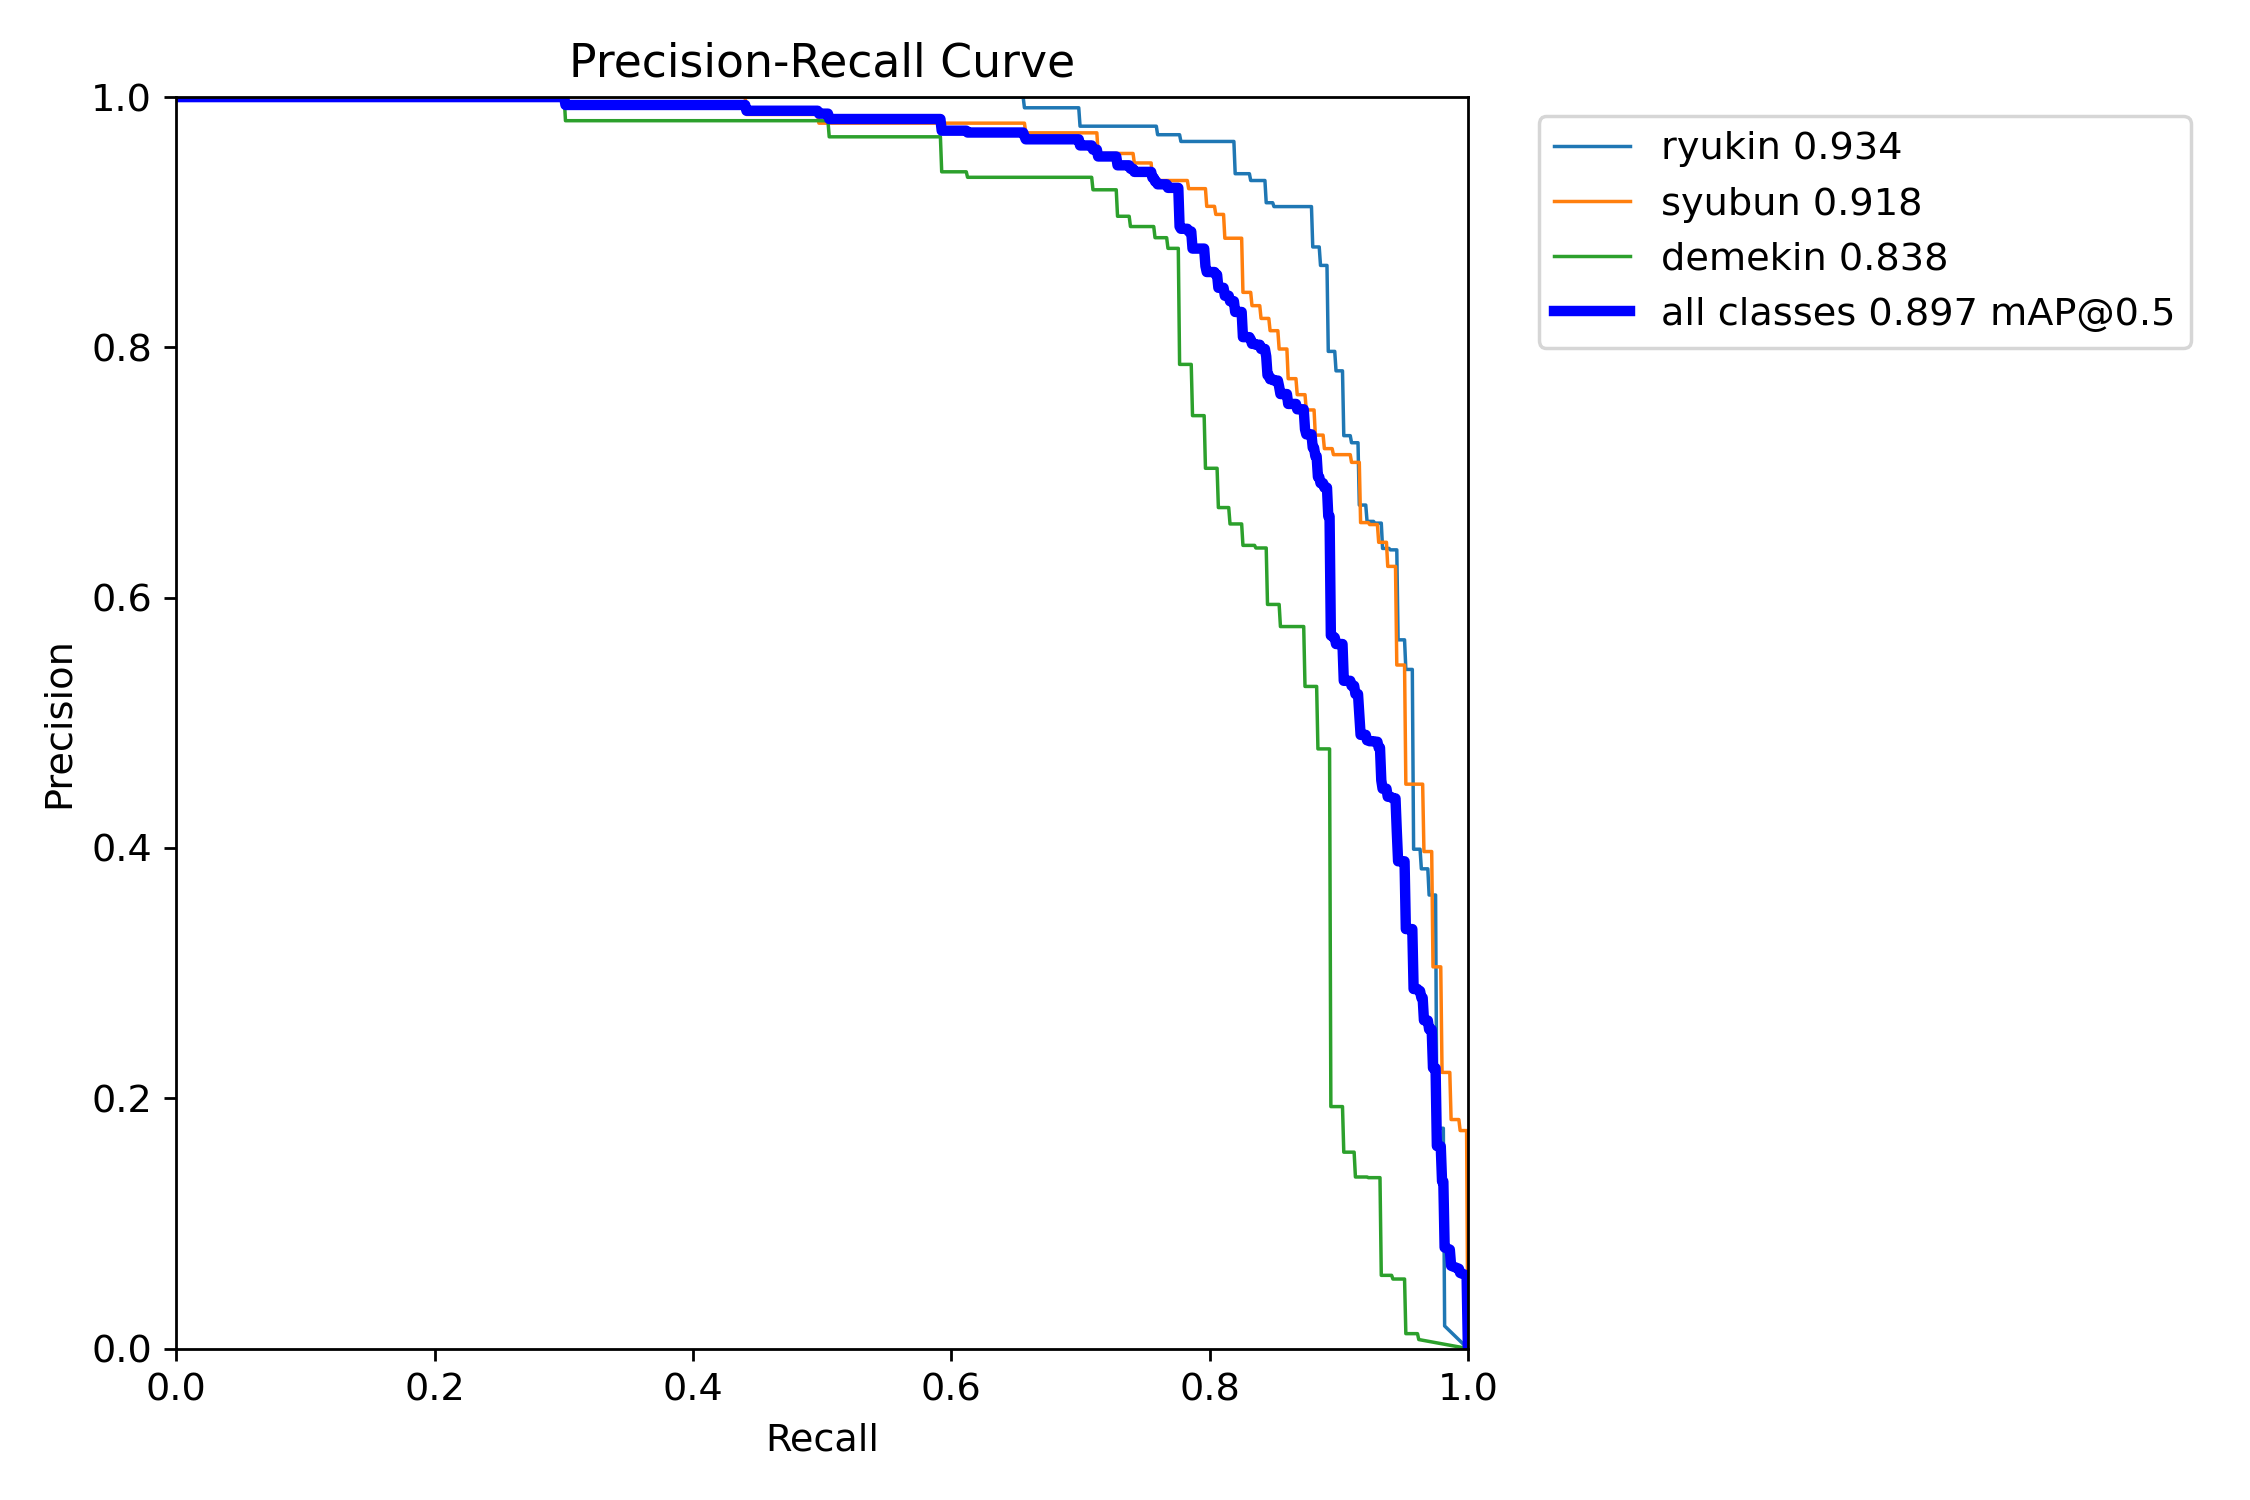 Precision-Recall Curve
1.0
0.8
0.6
0.4
0.2
0.0
Precision
0.0 0.2 0.4 0.6 0.8 1.0
Recall
ryukin 0.934
syubun 0.918
demekin 0.838
all classes 0.897 mAP@0.5